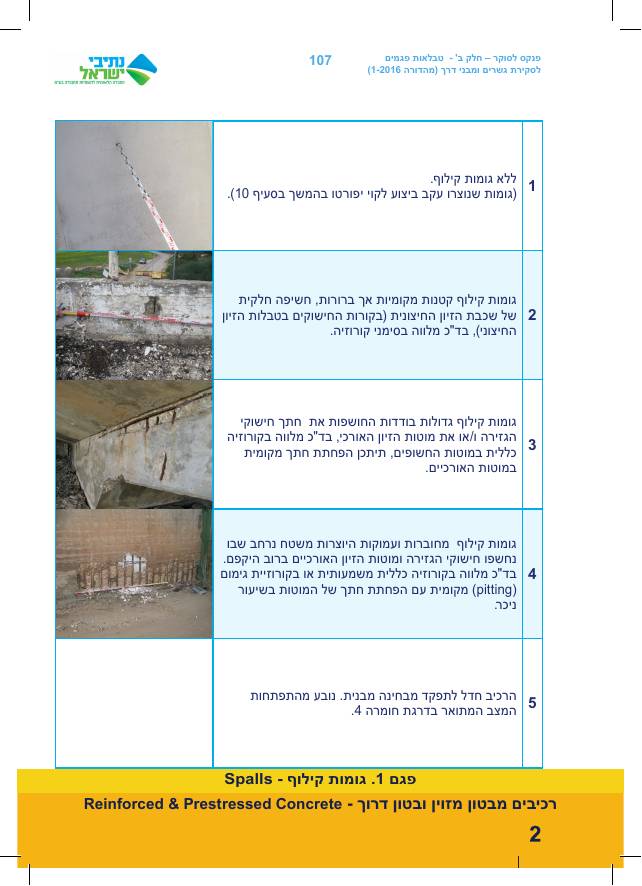 פנקס לסוקר – חלק ב' - טבלאות פגמים
לסקירת גשרים ומבני דרך (מהדורה 1-2016)
107
נתיבי
ישראל
החברה הלאומית לתשתיות תחבורה בע"מ
1
ללא גומות קילוף.
(גומות שנוצרו עקב ביצוע לקוי יפורטו בהמשך בסעיף 10).
2
גומות קילוף קטנות מקומיות אך ברורות, חשיפה חלקית
של שכבת הזיון החיצונית (בקורות החישוקים בטבלות הזיון
החיצוני), בד"כ מלווה בסימני קורוזיה.
3
גומות קילוף גדולות בודדות החושפות את חתך חישוקי
הגזירה ו/או את מוטות הזיון האורכי, בד"כ מלווה בקורוזיה
כללית במוטות החשופים, תיתכן הפחתת חתך מקומית
במוטות האורכיים.
4
גומות קילוף מחוברות ועמוקות היוצרות משטח נרחב שבו
נחשפו חישוקי הגזירה ומוטות הזיון האורכיים ברוב היקפם.
בד"כ מלווה בקורוזיה כללית משמעותית או בקורוזיית גימום
(pitting) מקומית עם הפחתת חתך של המוטות בשיעור
ניכר.
5
הרכיב חדל לתפקד מבחינה מבנית. נובע מהתפתחות
המצב המתואר בדרגת חומרה 4.
פגם 1. גומות קילוף - Spalls
רכיבים מבטון מזוין ובטון דרוך - Reinforced & Prestressed Concrete
2